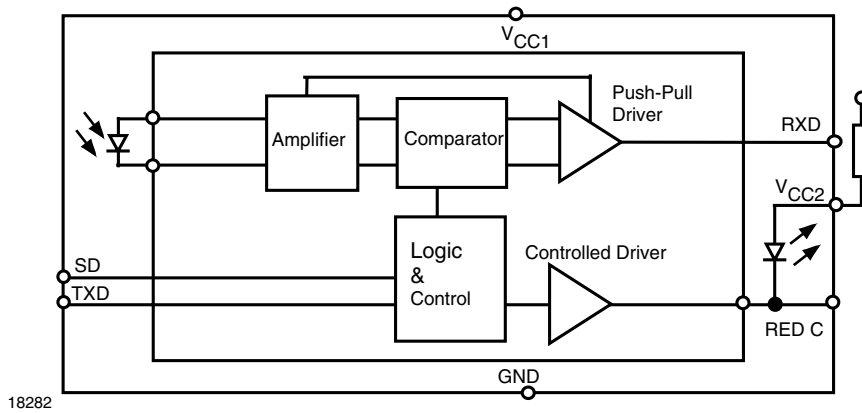 VCC1
Push-Pull
Driver
Amplifier
Comparator
RXD
VCC2
Logic
&
Control
Controlled Driver
SD
TXD
RED C
GND
18282